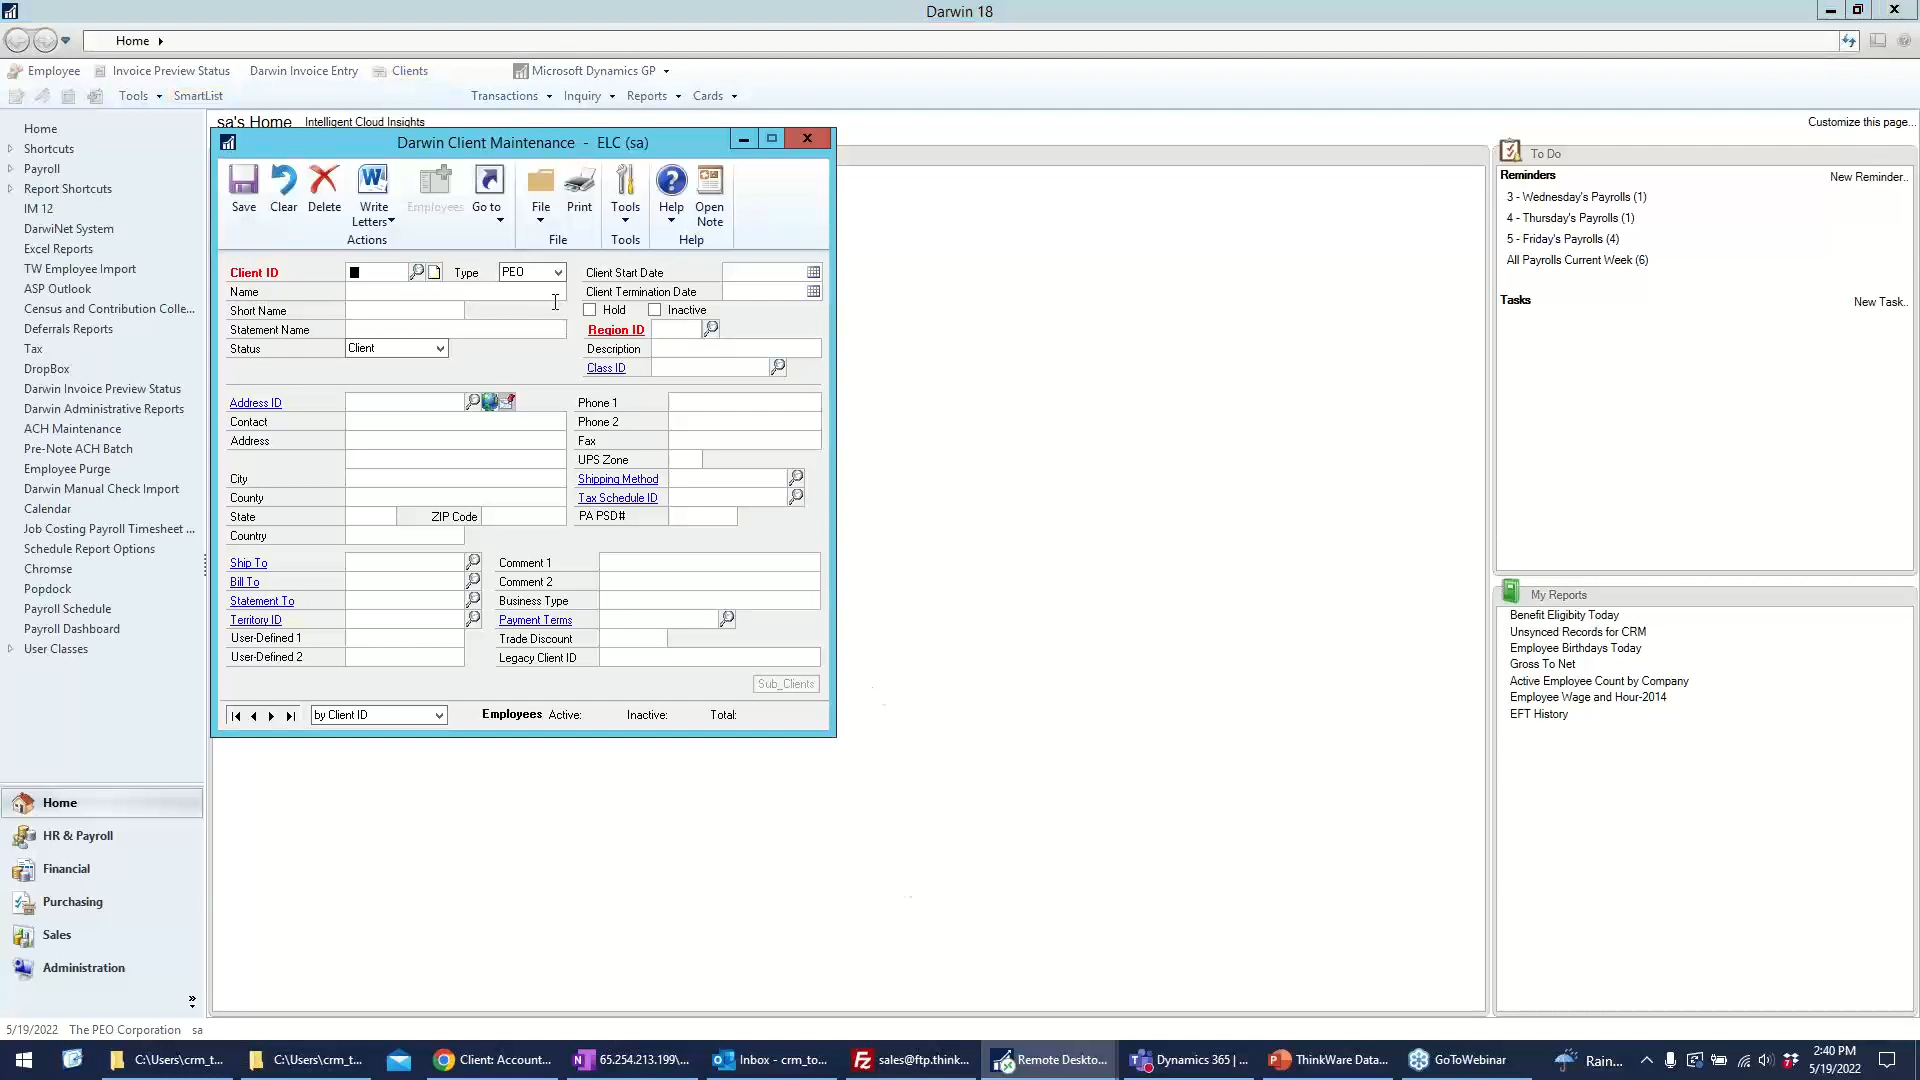 Darwin 18
Home
Employee Invoice Preview Status Darwin Invoice Entry Clients Microsoft Dynamics GP
Tools SmartList Transactions Inquiry Reports Cards
Home
Shortcuts
Payroll
Report Shortcuts
IM 12
DarwiNet System
Excel Reports
TW Employee Import
ASP Outlook
Census and Contribution Colle...
Deferrals Reports
Tax
DropBox
Darwin Invoice Preview Status
Darwin Administrative Reports
ACH Maintenance
Pre-Note ACH Batch
Employee Purge
Darwin Manual Check Import
Calendar
Job Costing Payroll Timesheet ...
Schedule Report Options
Chromse
Popdock
Payroll Schedule
Payroll Dashboard
User Classes
Home
HR & Payroll
Financial
Purchasing
Sales
Administration
sa's Home Intelligent Cloud Insights
Customize this page...
Darwin Client Maintenance - ELC (sa)
Save Clear Delete Write Letters Employees Go to File Print Tools Help Open Note
Actions File Tools Help
Client ID Type PEO Client Start Date
Name Client Termination Date
Short Name Hold Inactive
Statement Name Region ID
Status Client Description
Class ID
Address ID Phone 1
Contact Phone 2
Address Fax
UPS Zone
City Shipping Method
County Tax Schedule ID
State ZIP Code PA PSD#
Country
Ship To Comment 1
Bill To Comment 2
Statement To Business Type
Territory ID Payment Terms
User-Defined 1 Trade Discount
User-Defined 2 Legacy Client ID
Sub_Clients
by Client ID Employees Active: Inactive: Total:
To Do
Reminders New Reminder..
3 - Wednesday's Payrolls (1)
4 - Thursday's Payrolls (1)
5 - Friday's Payrolls (4)
All Payrolls Current Week (6)
Tasks New Task..
My Reports
Benefit Eligibity Today
Unsynced Records for CRM
Employee Birthdays Today
Gross To Net
Active Employee Count by Company
Employee Wage and Hour-2014
EFT History
5/19/2022 The PEO Corporation sa
C:\Users\crm_t... C:\Users\crm_t... Client: Account... 65.254.213.199\... Inbox - crm_to... sales@ftp.think... Remote Deskto... Dynamics 365 |... ThinkWare Data... GoToWebinar Rain... 2:40 PM
5/19/2022